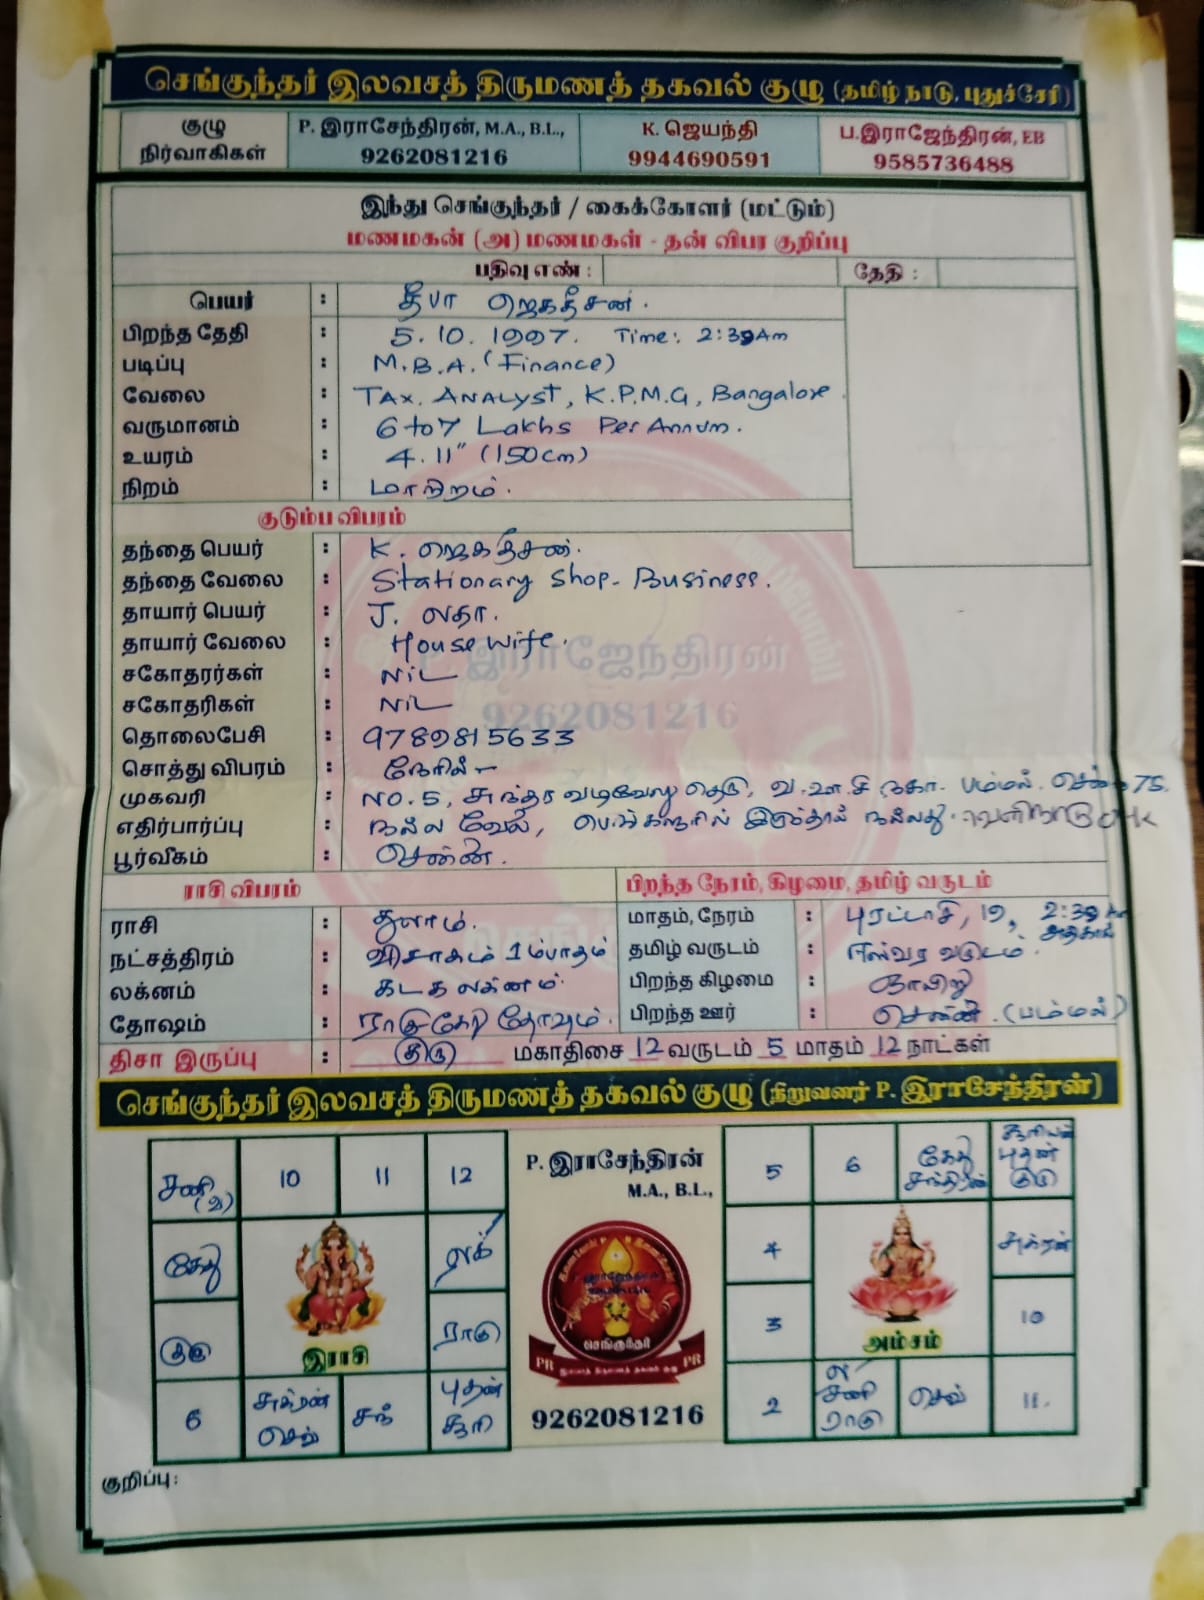 செங்குந்தர் இலவசத் திருமணத் தகவல் குழு (தமிழ் நாடு, புதுச்சேரி)
குழு நிர்வாகிகள்
P. இராசேந்திரன், M.A., B.L., 9262081216
K. ஜெயந்தி 9944690591
ப.இராஜேந்திரன், EB 9585736488
இந்து செங்குந்தர் / கைக்கோளர் (மட்டும்)
மணமகன் (அ) மணமகள் - தன் விபர குறிப்பு
பதிவு எண் : தேதி :
பெயர் : தீபா ஜெகதீசன்.
பிறந்த தேதி : 5. 10. 1997. Time: 2:30Am
படிப்பு : M.B.A. (Finance)
வேலை : TAX. ANALYST, K.P.M.G, Bangalore.
வருமானம் : 6 to 7 Lakhs Per Annum.
உயரம் : 4. 11" (150cm)
நிறம் : மாநிறம்.
குடும்ப விபரம்
தந்தை பெயர் : K. ஜெகதீசன்.
தந்தை வேலை : Stationary Shop - Business.
தாயார் பெயர் : J. லதா.
தாயார் வேலை : House Wife.
சகோதரர்கள் : NiL
சகோதரிகள் : NiL
தொலைபேசி : 9789815633
சொத்து விபரம் : நேரில் -
முகவரி : NO. 5, சுந்தர வடிவேலு தெரு, வ.உ.சி நகர். பம்மல். 75.
எதிர்பார்ப்பு : நல்ல வேலை, பெங்களூரில் இருந்தால் நல்லது. வெளிநாடு OK
பூர்வீகம் : சென்னை.
ராசி விபரம்
பிறந்த நேரம், கிழமை, தமிழ் வருடம்
ராசி : துலாம். மாதம், நேரம் : புரட்டாசி, 19, 2:30 Am அதிகாலை
நட்சத்திரம் : விசாகம் 1 ம்பாதம் தமிழ் வருடம் : ஈஸ்வர வருடம்.
லக்னம் : கடக லக்னம். பிறந்த கிழமை : ஞாயிறு
தோஷம் : ராகுகேது தோஷம். பிறந்த ஊர் : சென்னை. (பம்மல்)
திசா இருப்பு : குரு மகாதிசை 12 வருடம் 5 மாதம் 12 நாட்கள்
செங்குந்தர் இலவசத் திருமணத் தகவல் குழு (நிறுவனர் P. இராசேந்திரன்)
சனி (வ) 10 11 12
கேது லக்
குரு ராகு
இராசி
6 சுக்ரன் செவ் சந் புதன் சூரி
P. இராசேந்திரன்
M.A., B.L.,
செங்குந்தர்
PR PR
9262081216
5 6 கேது சந்திரன் சூரியன் புதன் குரு
4 சுக்ரன்
3 10
அம்சம்
2 ல சனி ராகு செவ் 11.
குறிப்பு:
P. இராஜேந்திரன்
9262081216